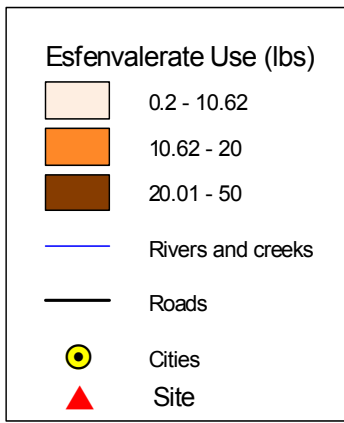 Esfenvalerate Use (lbs)
0.2 - 10.62
10.62 - 20
20.01 - 50
Rivers and creeks
Roads
Cities
Site